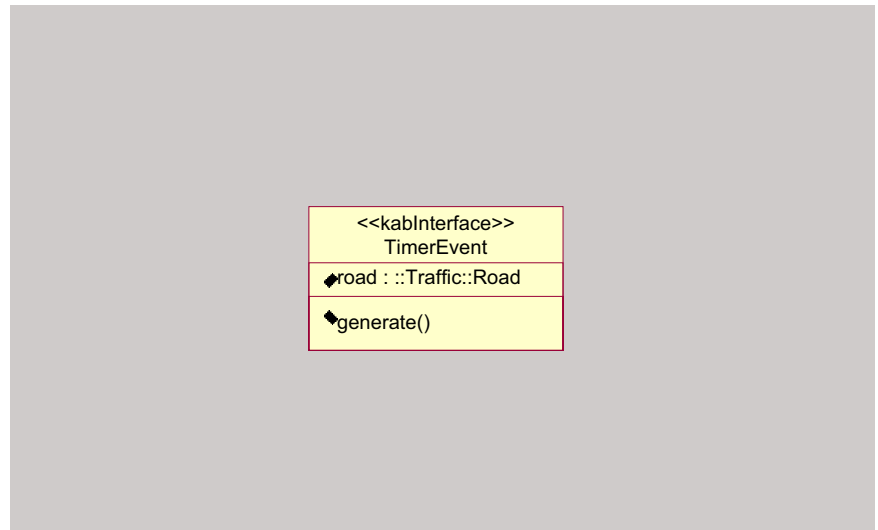 <<kabInterface>>
TimerEvent
road : ::Traffic::Road
generate()